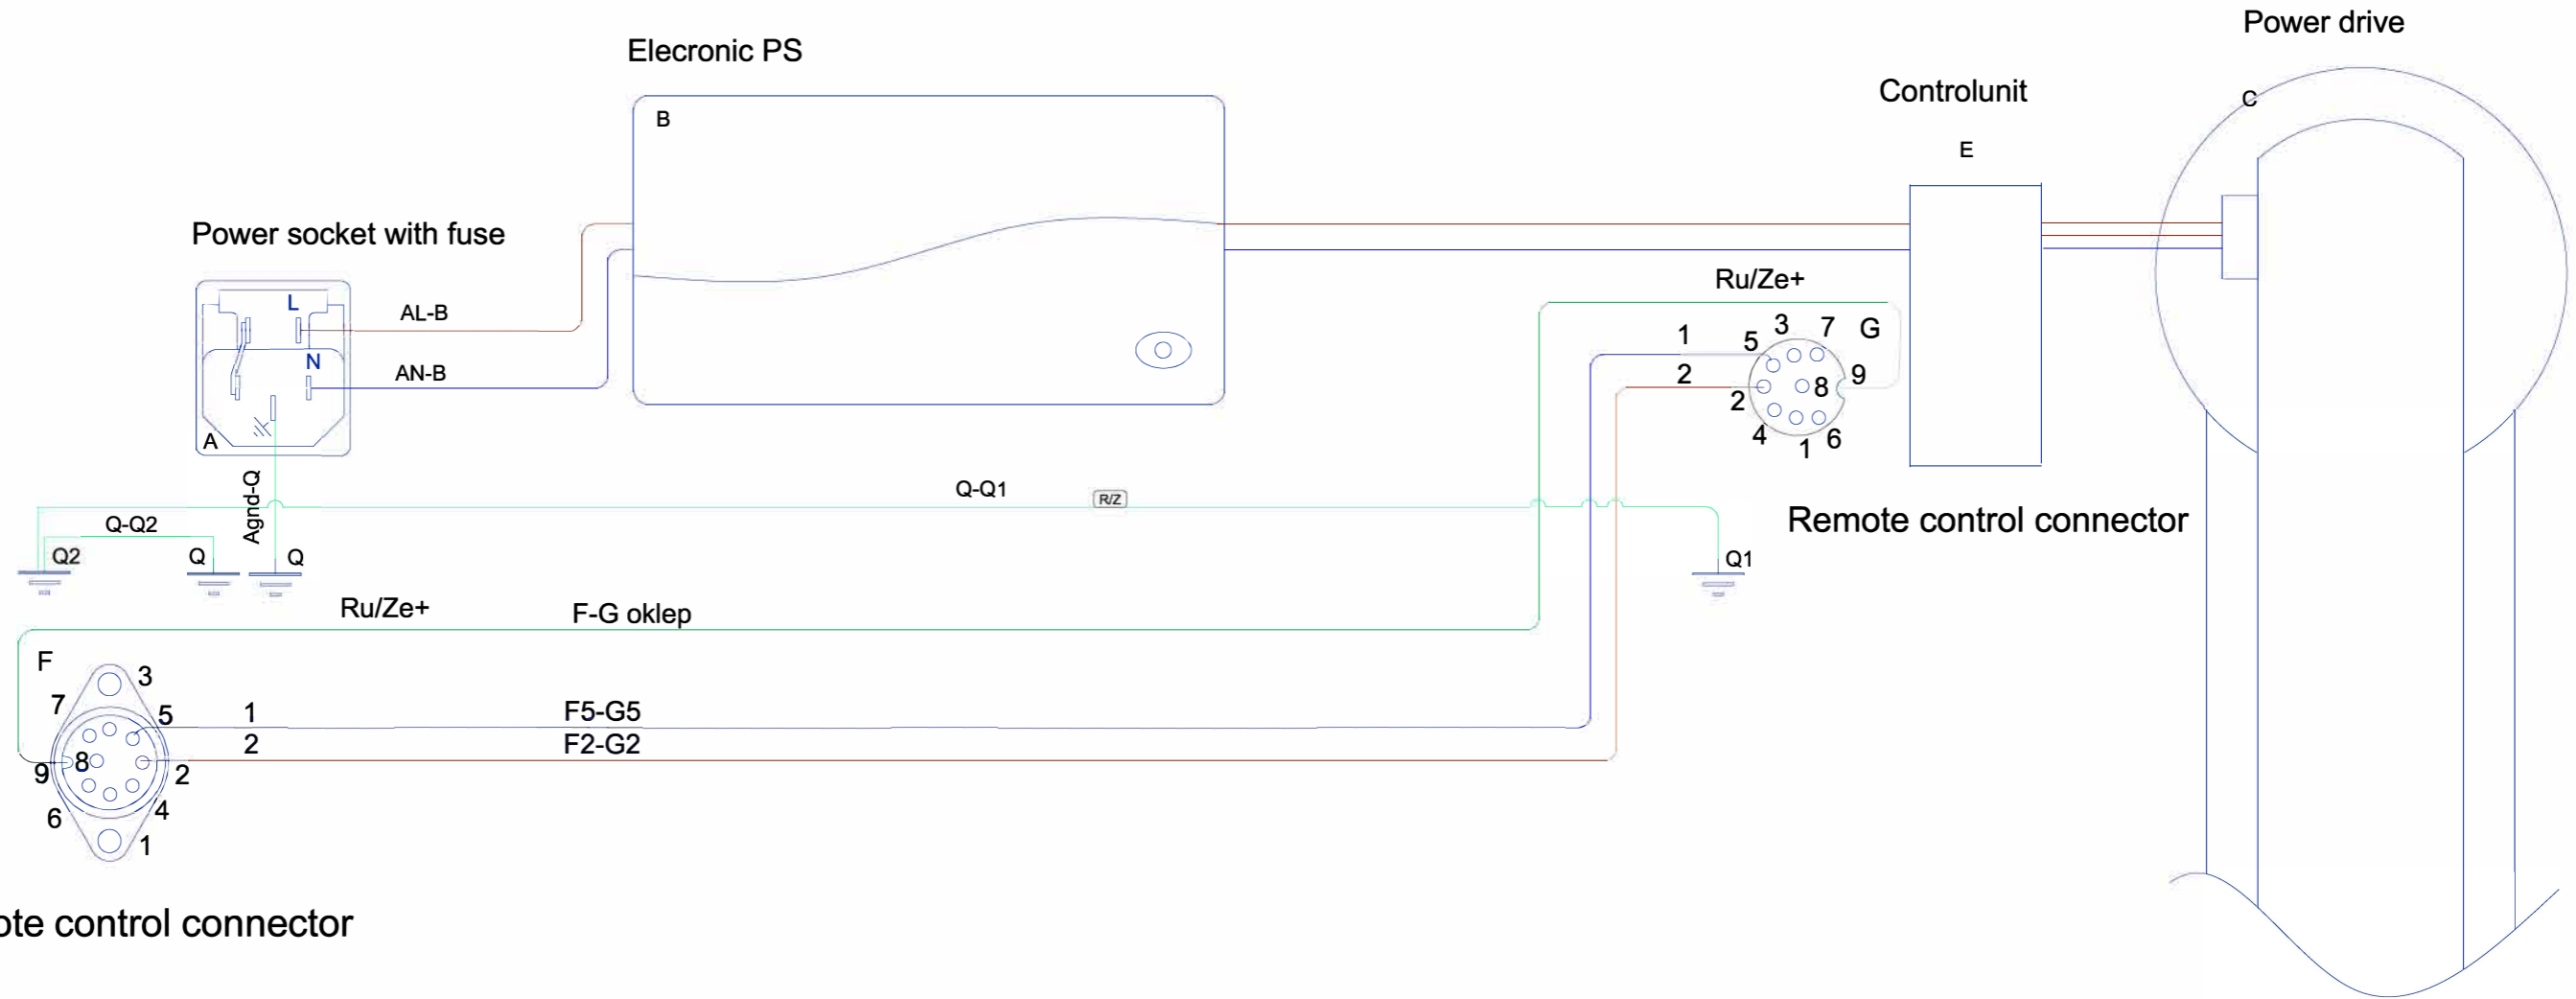 Power drive
Elecronic PS
Controlunit
C
B
E
Power socket with fuse
L
AL-B
N
AN-B
A
Ru/Ze+
1
5
3
7
G
2
9
8
2
4
1
6
Agnd-Q
Q-Q1
R/Z
Q-Q2
Remote control connector
Q2
Q
Q
Q1
Ru/Ze+
F-G oklep
F
3
7
5
1
F5-G5
2
F2-G2
8
9
2
6
4
1
ote control connector